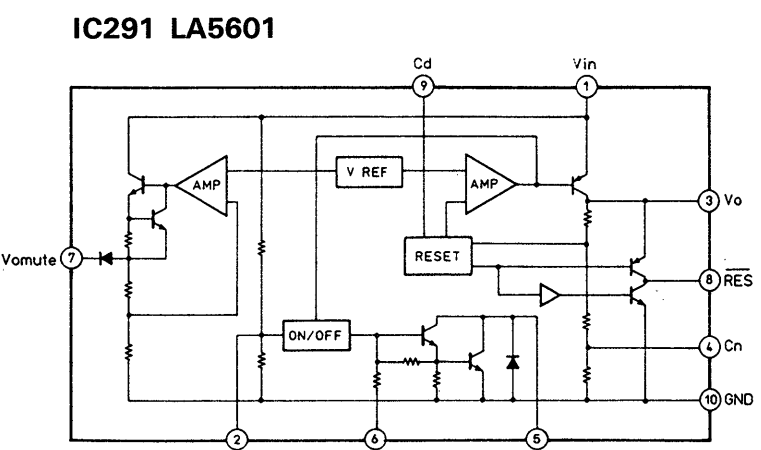 IC291 LA5601
Cd
Vin
9
1
AMP
V REF
AMP
3 Vo
Vomute 7
RESET
8 RES
ON/OFF
4 Cn
10 GND
2
6
5